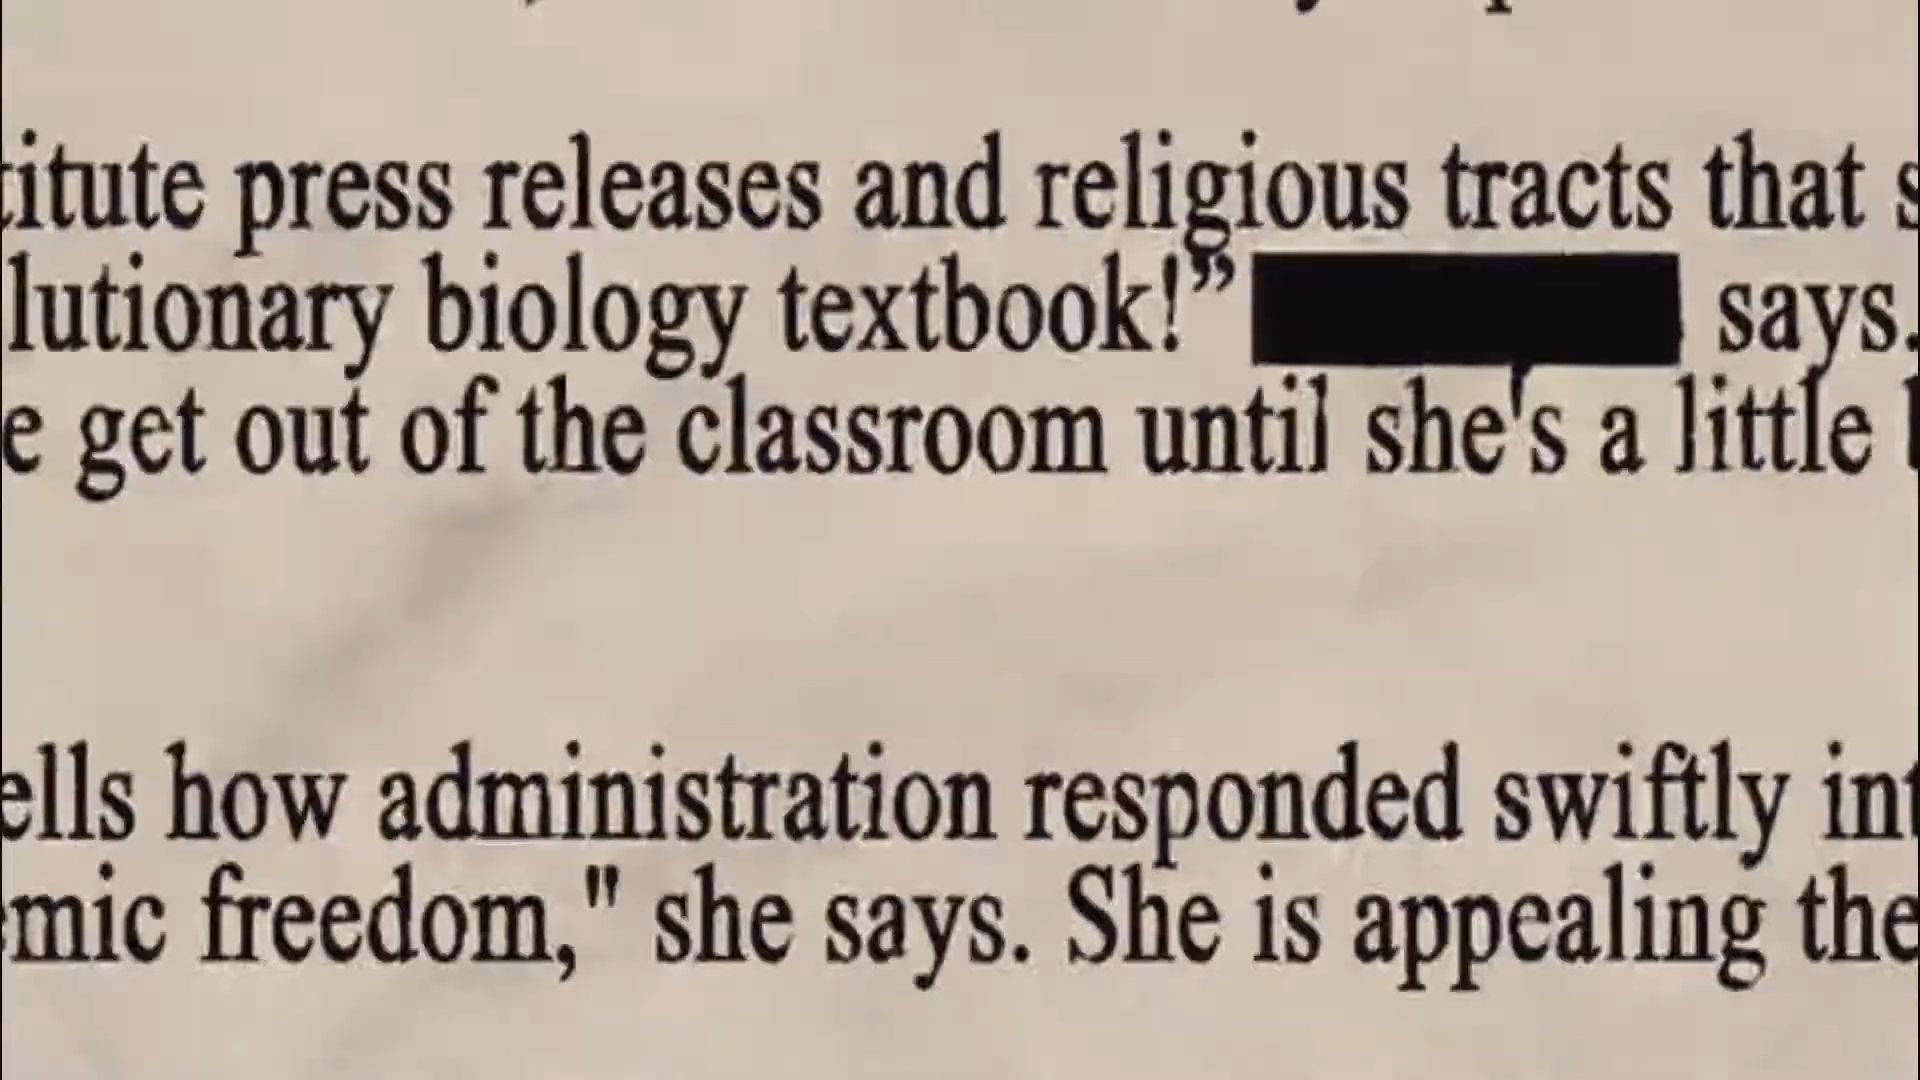 titute press releases and religious tracts that s
lutionary biology textbook!” says.
e get out of the classroom until she's a little
ells how administration responded swiftly int
mic freedom," she says. She is appealing the